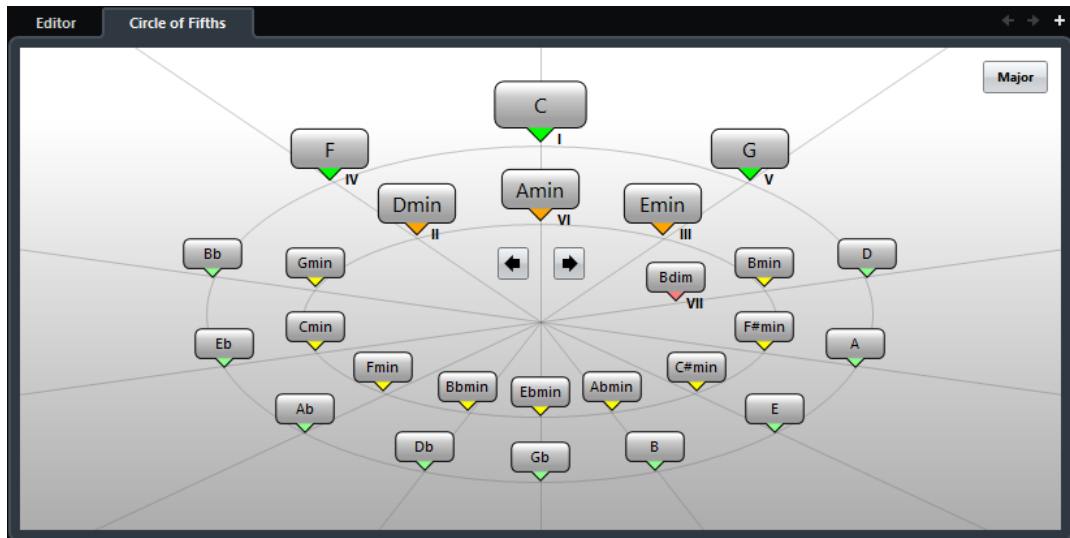 Editor
Circle of Fifths
Major
C
I
F
IV
G
V
Dmin
II
Amin
VI
Emin
III
Bb
Gmin
Bdim
VII
Bmin
D
Eb
Cmin
F#min
A
Fmin
C#min
Bbmin
Ebmin
Abmin
Ab
E
Db
Gb
B